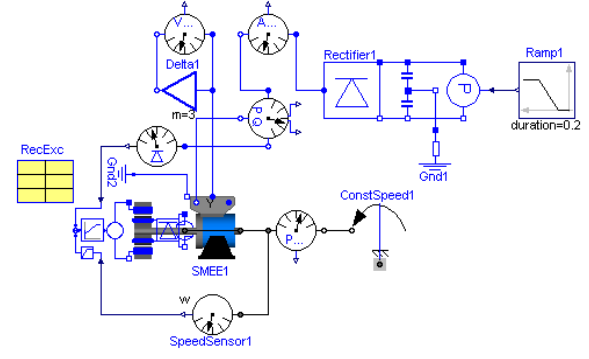 V...
A...
Delta1
Rectifier1
Ramp1
m=3
P
duration=0.2
P Q
RecExc
Gnd2
Gnd1
ConstSpeed1
Y
P...
SMEE1
w
SpeedSensor1